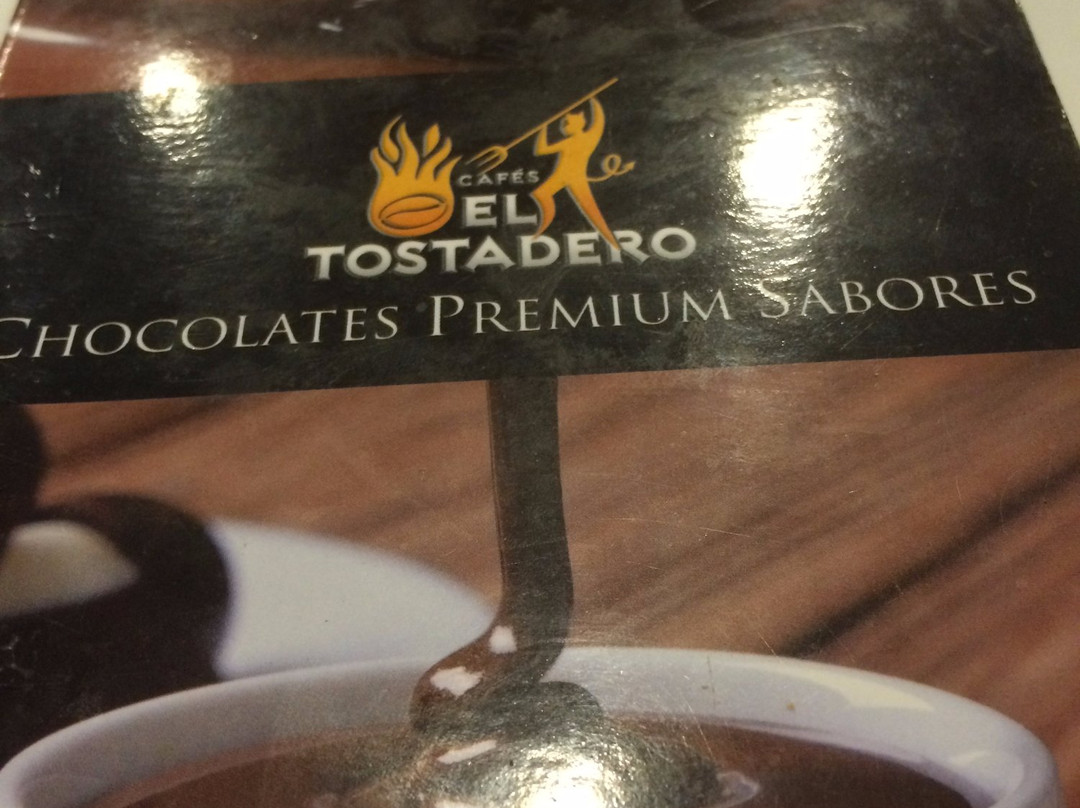 CAFÉS
EL
TOSTADERO
CHOCOLATES PREMIUM SABORES